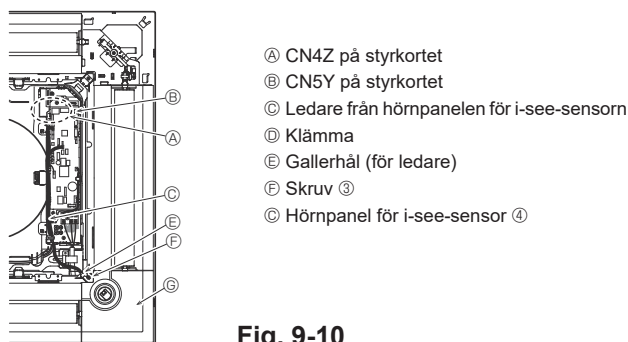 Ⓐ CN4Z på styrkortet
Ⓑ CN5Y på styrkortet
Ⓒ Ledare från hörnpanelen för i-see-sensorn
Ⓓ Klämma
Ⓔ Gallerhål (för ledare)
Ⓕ Skruv ③
Ⓒ Hörnpanel för i-see-sensor ④
Ⓑ
Ⓐ
Ⓒ
Ⓔ
Ⓕ
Ⓖ
Fig. 9-10